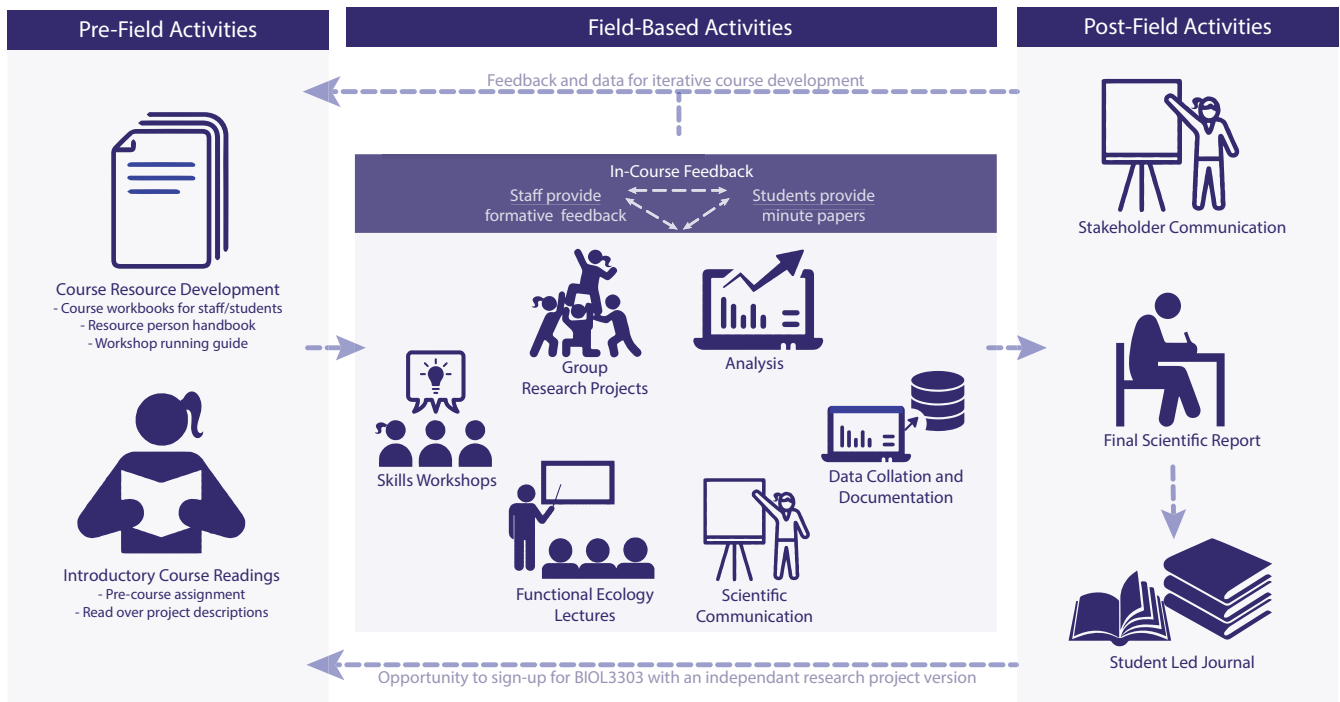 Pre-Field Activities
Field-Based Activities
Post-Field Activities
Feedback and data for iterative course development
In-Course Feedback
Staff provide
formative feedback
Students provide
minute papers
Course Resource Development
- Course workbooks for staff/students
- Resource person handbook
- Workshop running guide
Introductory Course Readings
- Pre-course assignment
- Read over project descriptions
Group
Research Projects
Analysis
Skills Workshops
Data Collation and
Documentation
Functional Ecology
Lectures
Scientific
Communication
Stakeholder Communication
Final Scientific Report
Student Led Journal
Opportunity to sign-up for BIOL3303 with an independant research project version